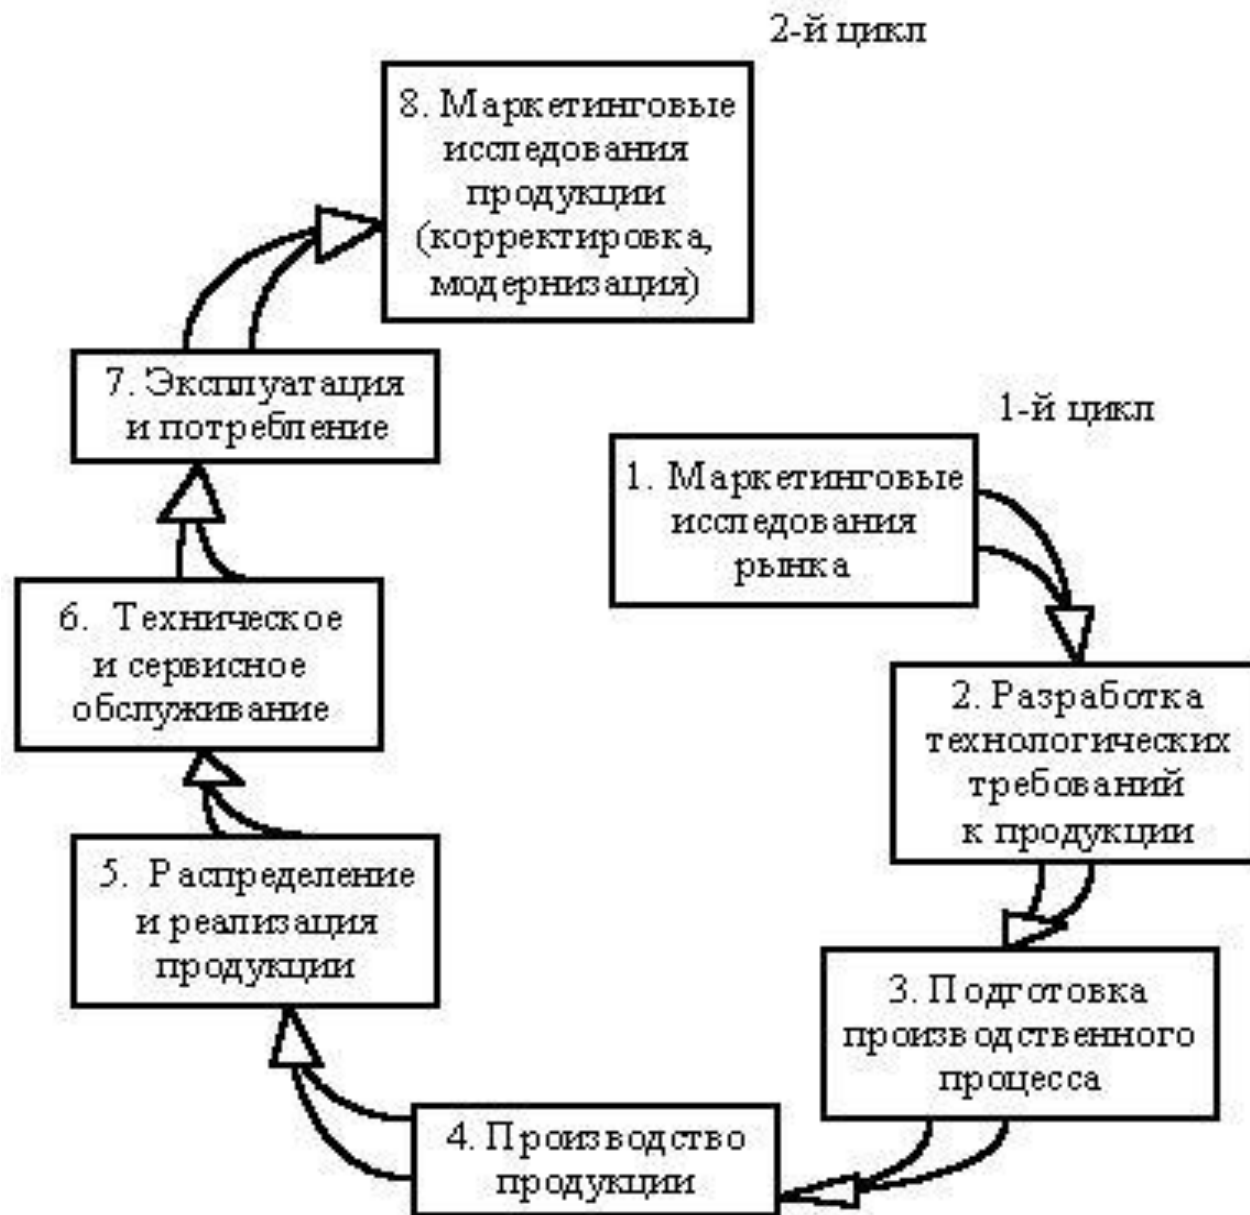 2-й цикл
8. Маркетинговые
исследования
продукции
(корректировка,
модернизация)
7. Эксплуатация
и потребление
1-й цикл
1. Маркетинговые
исследования
рынка
6. Техническое
и сервисное
обслуживание
2. Разработка
технологических
требований
к продукции
5. Распределение
и реализация
продукции
3. Подготовка
производственного
процесса
4. Производство
продукции